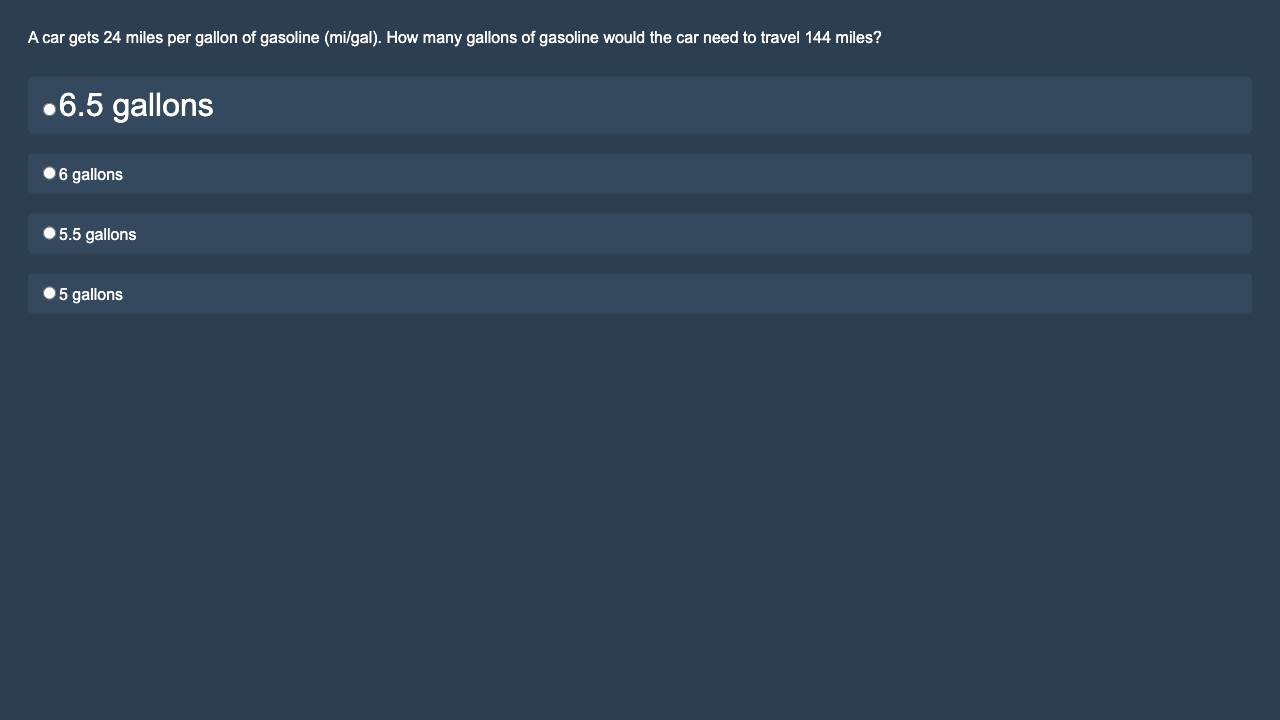 A car gets 24 miles per gallon of gasoline (mi/gal). How many gallons of gasoline would the car need to travel 144 miles?
6.5 gallons
6 gallons
5.5 gallons
5 gallons